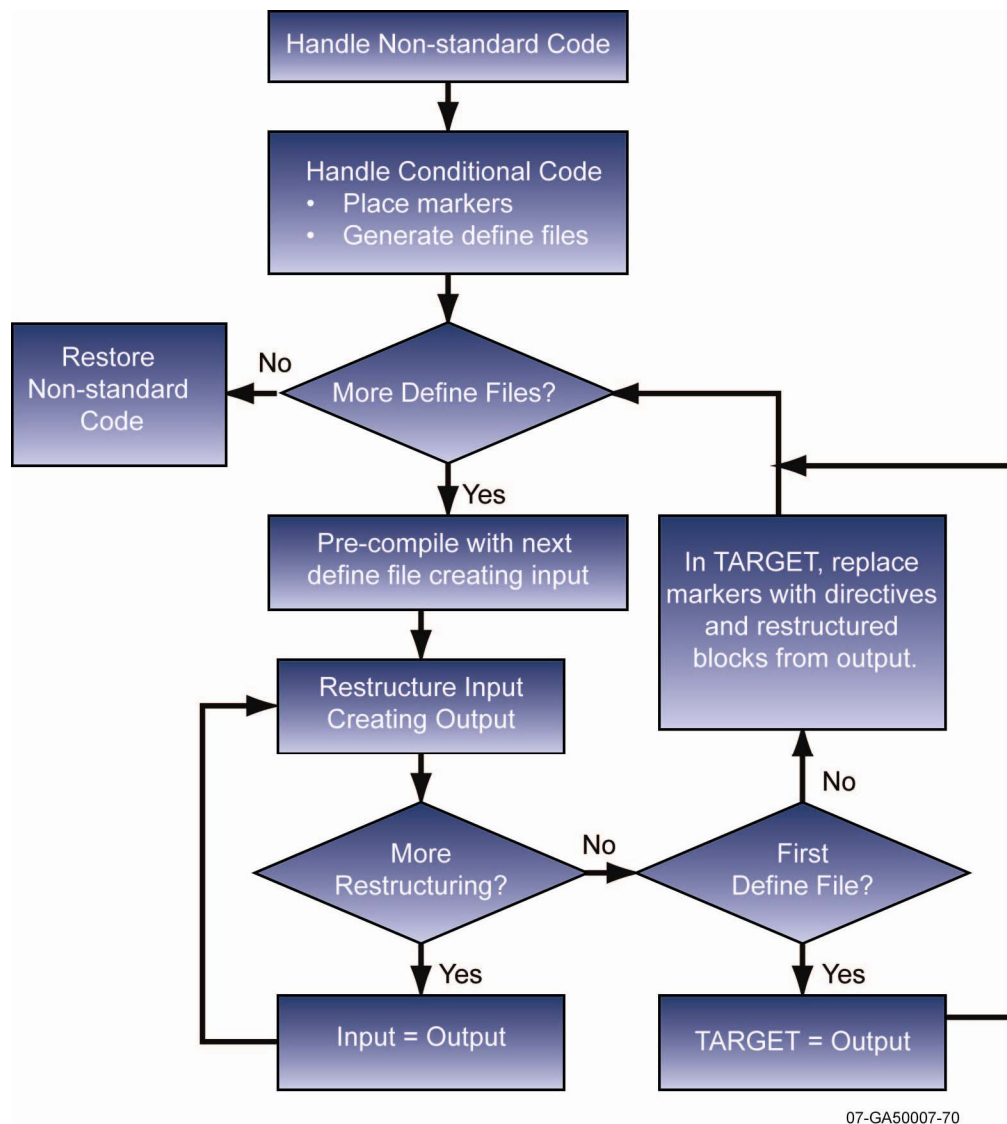 Handle Non-standard Code
Handle Conditional Code
• Place markers
• Generate define files
Restore
Non-standard
Code
No
More Define Files?
Yes
Pre-compile with next
define file creating input
In TARGET, replace
markers with directives
and restructured
blocks from output.
Restructure Input
Creating Output
No
More
Restructuring?
No
First
Define File?
Yes
Yes
Input = Output
TARGET = Output
07-GA50007-70